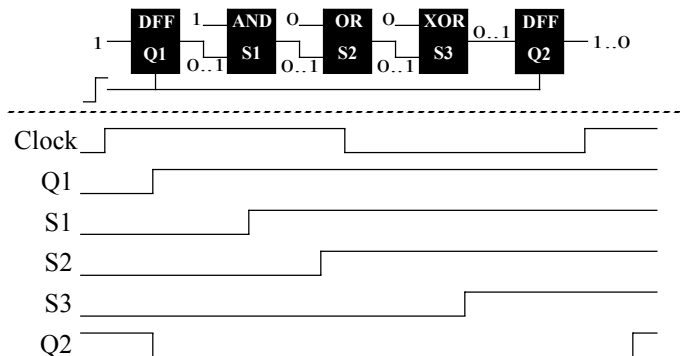 DFF AND OR XOR DFF
1 1 0 0 0..1 1..0
Q1 S1 S2 S3 Q2
0..1 0..1 0..1
Clock
Q1
S1
S2
S3
Q2